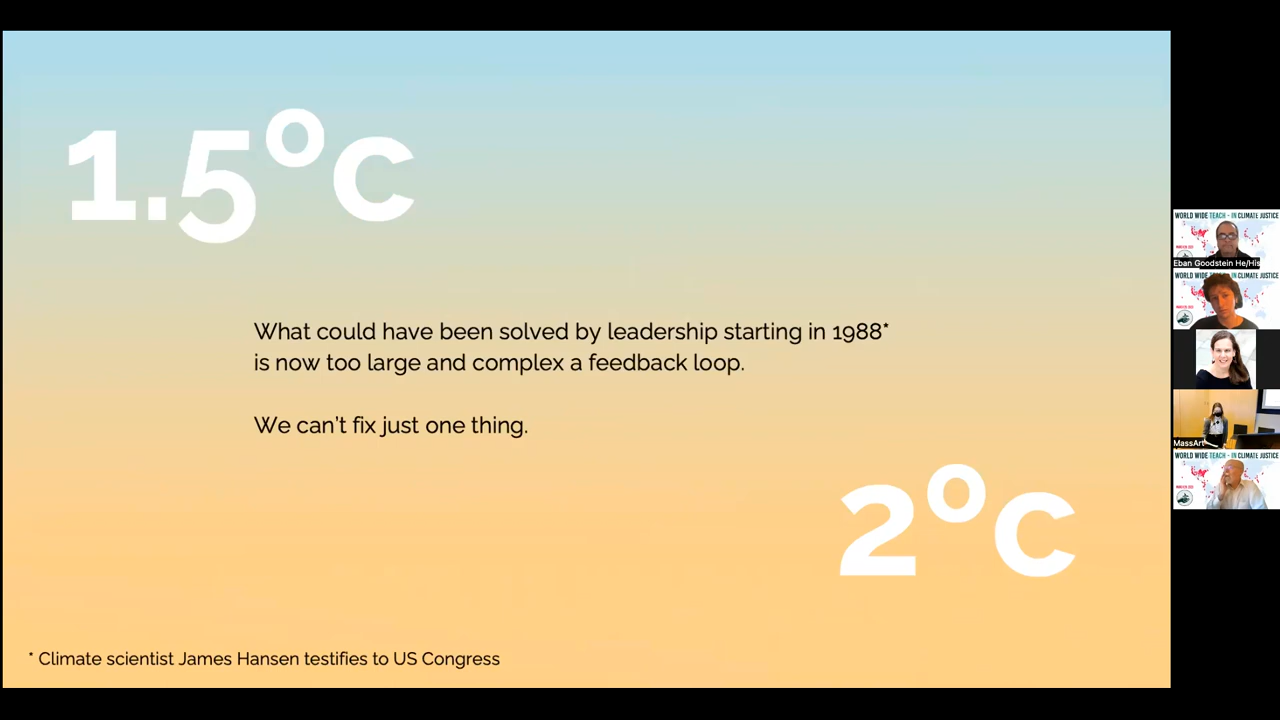 1.5°C
What could have been solved by leadership starting in 1988*
is now too large and complex a feedback loop.
We can't fix just one thing.
2°C
* Climate scientist James Hansen testifies to US Congress
WORLD WIDE TEACH - IN CLIMATE JUSTICE
Eban Goodstein He/His
WORLD WIDE TEACH - IN CLIMATE JUSTICE
MassArt
WORLD WIDE TEACH - IN CLIMATE JUSTICE